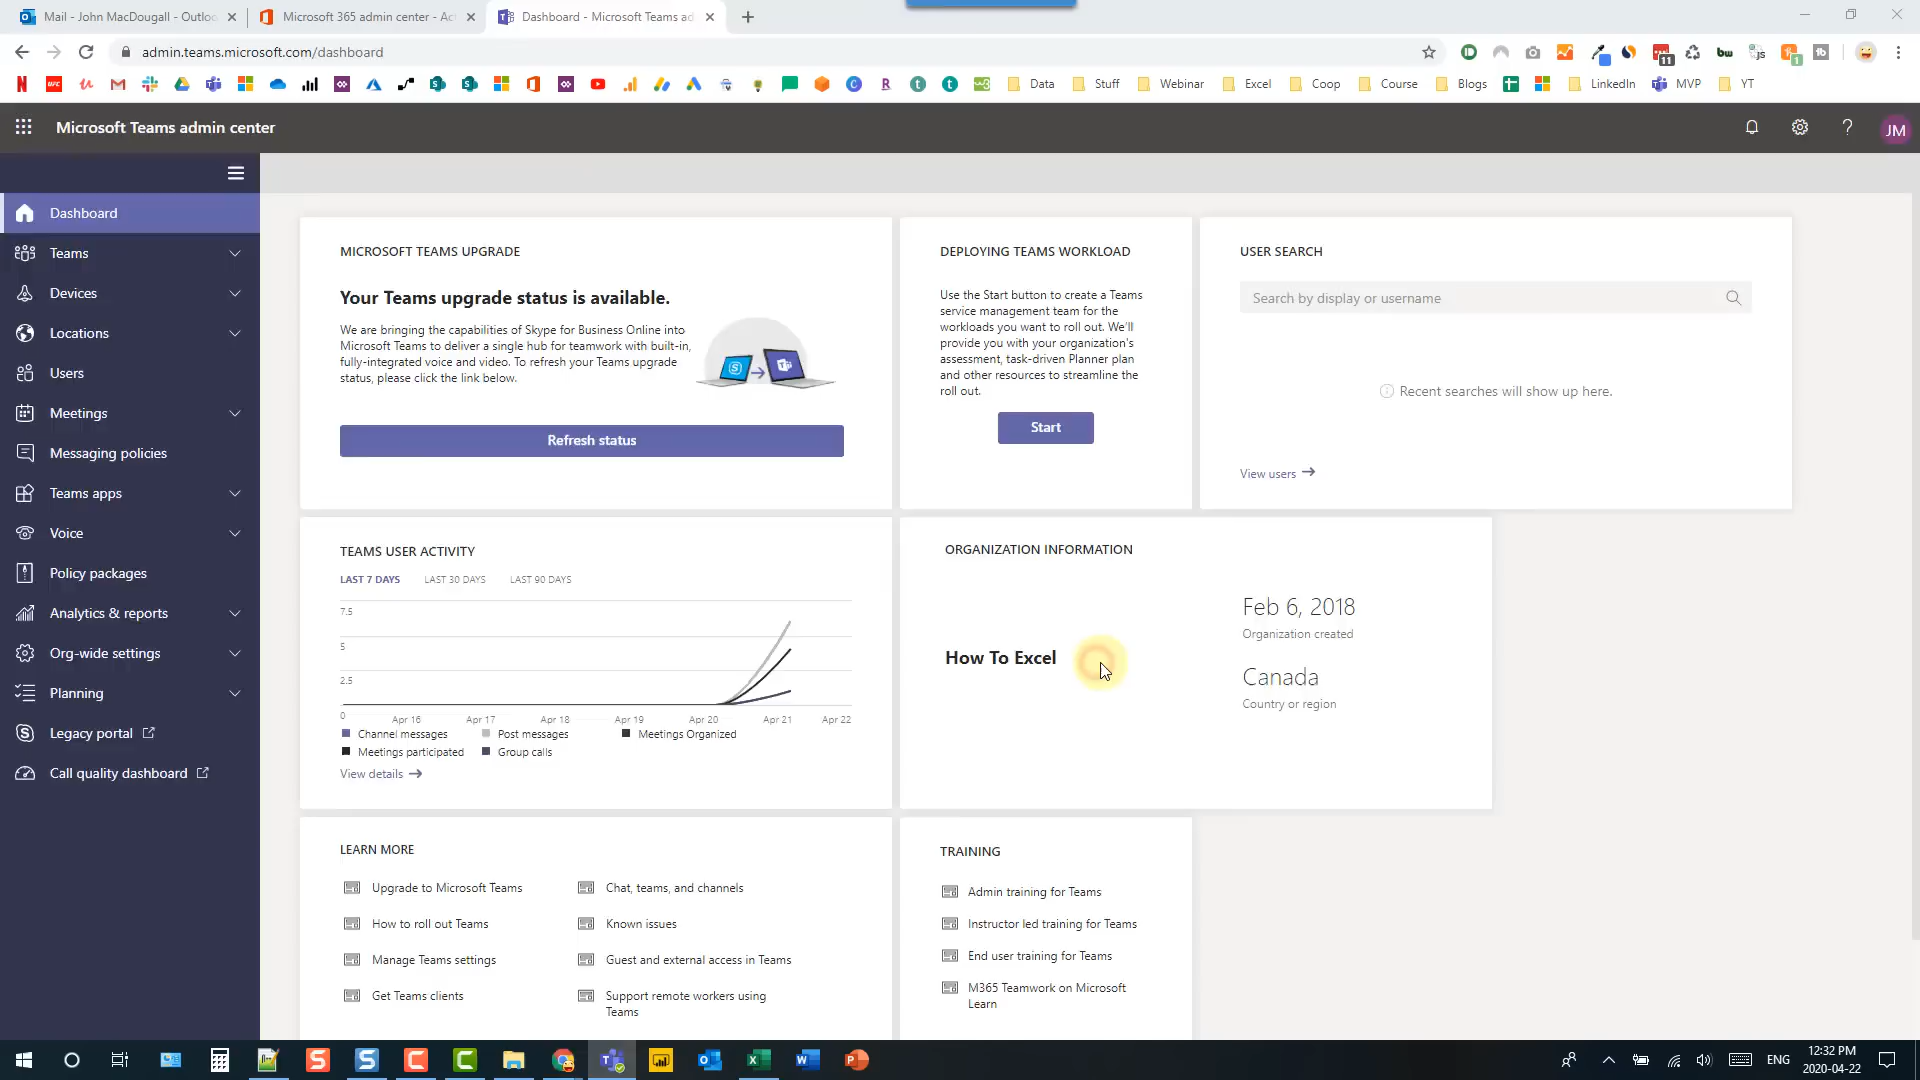 Mail - John MacDougall - Outloo
Microsoft 365 admin center - Ac
Dashboard - Microsoft Teams ad
admin.teams.microsoft.com/dashboard
11
1
Data
Stuff
Webinar
Excel
Coop
Course
Blogs
LinkedIn
MVP
YT
Microsoft Teams admin center
JM
Dashboard
Teams
Devices
Locations
Users
Meetings
Messaging policies
Teams apps
Voice
Policy packages
Analytics & reports
Org-wide settings
Planning
Legacy portal
Call quality dashboard
MICROSOFT TEAMS UPGRADE
Your Teams upgrade status is available.
We are bringing the capabilities of Skype for Business Online into
Microsoft Teams to deliver a single hub for teamwork with built-in,
fully-integrated voice and video. To refresh your Teams upgrade
status, please click the link below.
Refresh status
DEPLOYING TEAMS WORKLOAD
Use the Start button to create a Teams
service management team for the
workloads you want to roll out. We'll
provide you with your organization's
assessment, task-driven Planner plan
and other resources to streamline the
roll out.
Start
USER SEARCH
Search by display or username
Recent searches will show up here.
View users
TEAMS USER ACTIVITY
LAST 7 DAYS
LAST 30 DAYS
LAST 90 DAYS
7.5
5
2.5
0
Apr 16
Apr 17
Apr 18
Apr 19
Apr 20
Apr 21
Apr 22
Channel messages
Post messages
Meetings Organized
Meetings participated
Group calls
View details
ORGANIZATION INFORMATION
How To Excel
Feb 6, 2018
Organization created
Canada
Country or region
LEARN MORE
Upgrade to Microsoft Teams
How to roll out Teams
Manage Teams settings
Get Teams clients
Chat, teams, and channels
Known issues
Guest and external access in Teams
Support remote workers using
Teams
TRAINING
Admin training for Teams
Instructor led training for Teams
End user training for Teams
M365 Teamwork on Microsoft
Learn
ENG
12:32 PM
2020-04-22